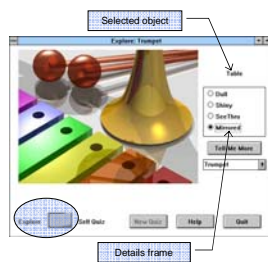 Selected object
Explore: Trumpet
Table
Dull
Shiny
SeeThru
Mirrored
Tell Me More
Trumpet
Explore
Self Quiz
New Quiz
Help
Quit
Details frame